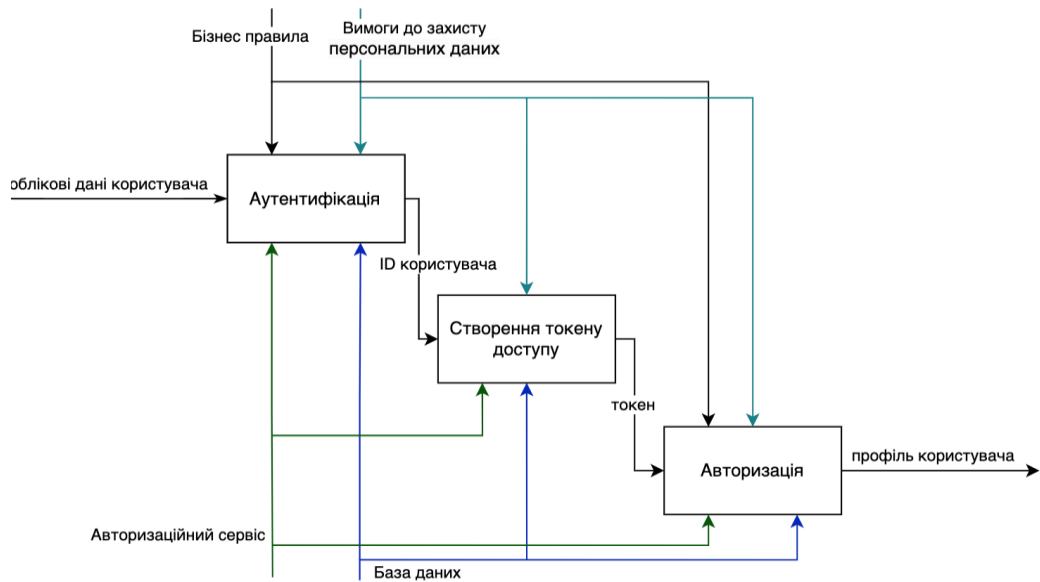 Бізнес правила
Вимоги до захисту
персональних даних
облікові дані користувача
Аутентифікація
ID користувача
Створення токену
доступу
токен
Авторизація
профіль користувача
Авторизаційний сервіс
База даних